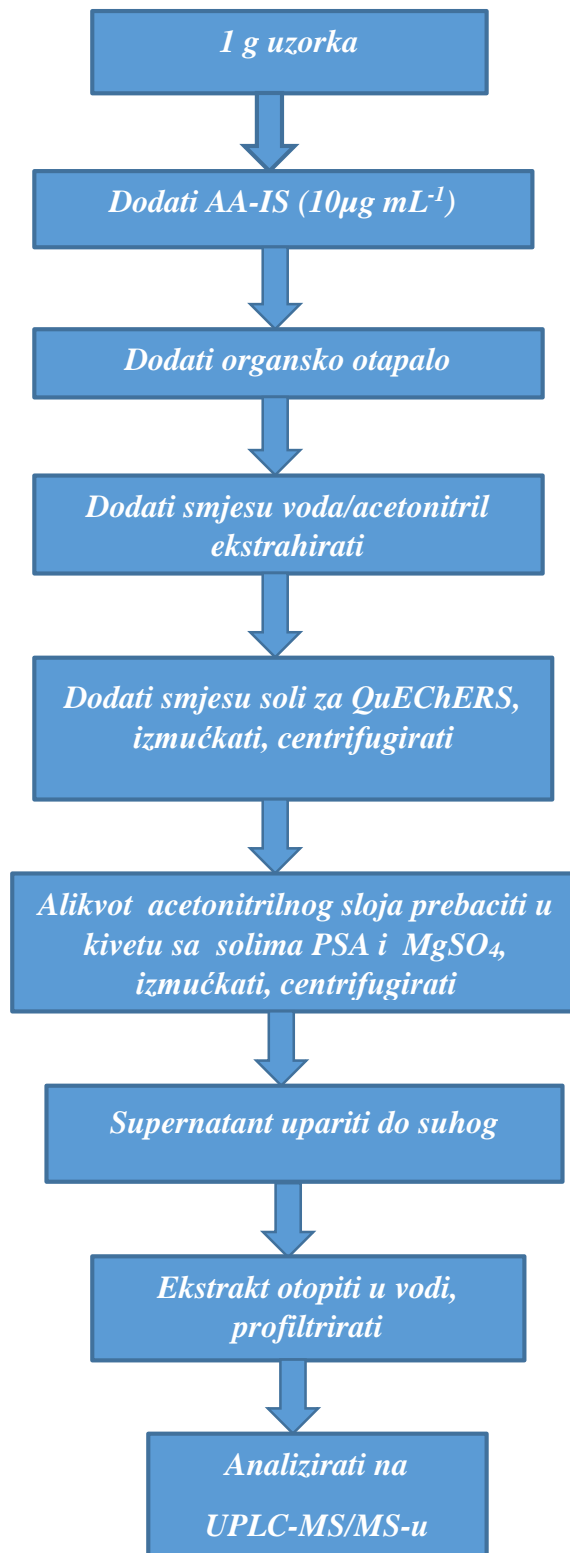 1 g uzorka
Dodati AA-IS (10µg mL⁻¹)
Dodati organsko otapalo
Dodati smjesu voda/acetonitril
ekstrahirati
Dodati smjesu soli za QuEChERS,
izmućkati, centrifugirati
Alikvot acetonitrilnog sloja prebaciti u
kivetu sa solima PSA i MgSO₄,
izmućkati, centrifugirati
Supernatant upariti do suhog
Ekstrakt otopiti u vodi,
profiltrirati
Analizirati na
UPLC-MS/MS-u